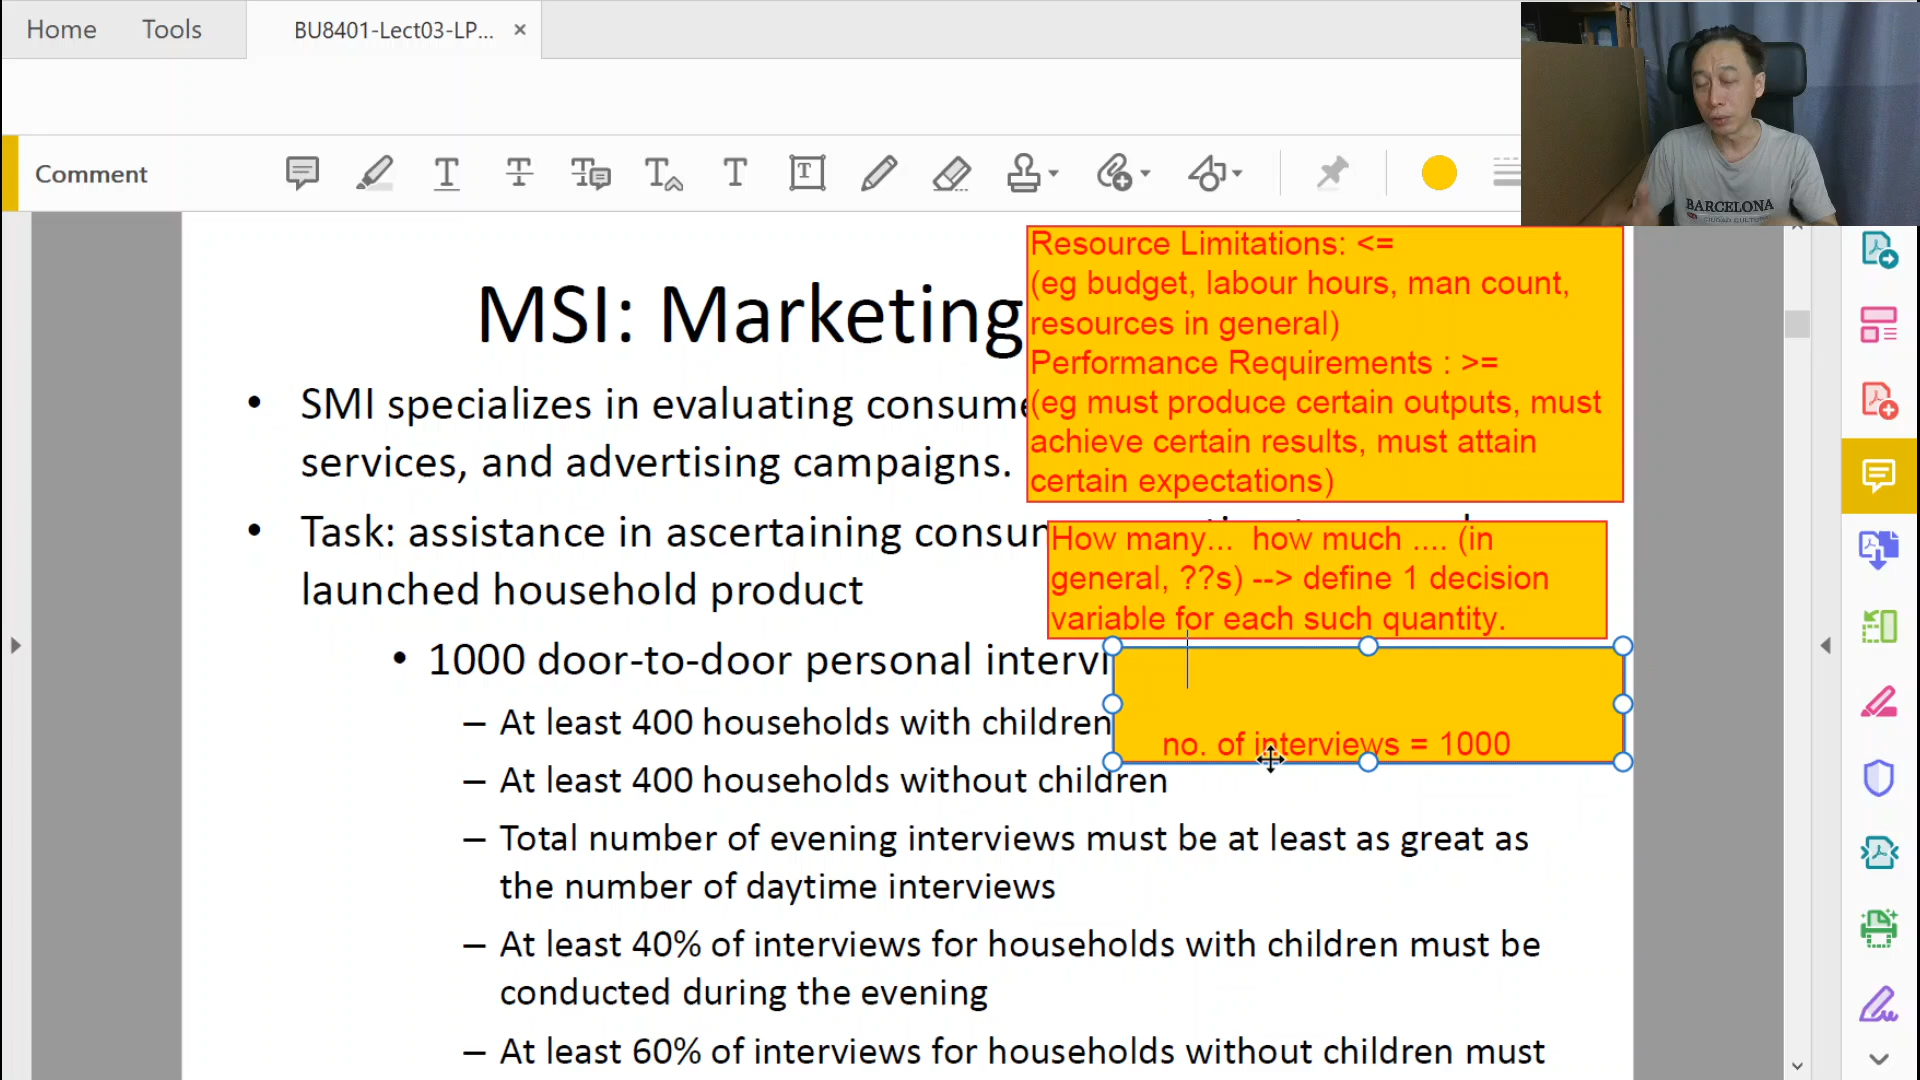 Home
Tools
BU8401-Lect03-LP...
Comment
BARCELONA
Resource Limitations: <=
(eg budget, labour hours, man count,
resources in general)
Performance Requirements : >=
(eg must produce certain outputs, must
achieve certain results, must attain
certain expectations)
MSI: Marketing
• SMI specializes in evaluating consume
services, and advertising campaigns.
• Task: assistance in ascertaining consum
launched household product
How many... how much .... (in
general, ??s) --> define 1 decision
variable for each such quantity.
• 1000 door-to-door personal intervi
no. of interviews = 1000
– At least 400 households with children
– At least 400 households without children
– Total number of evening interviews must be at least as great as
the number of daytime interviews
– At least 40% of interviews for households with children must be
conducted during the evening
– At least 60% of interviews for households without children must